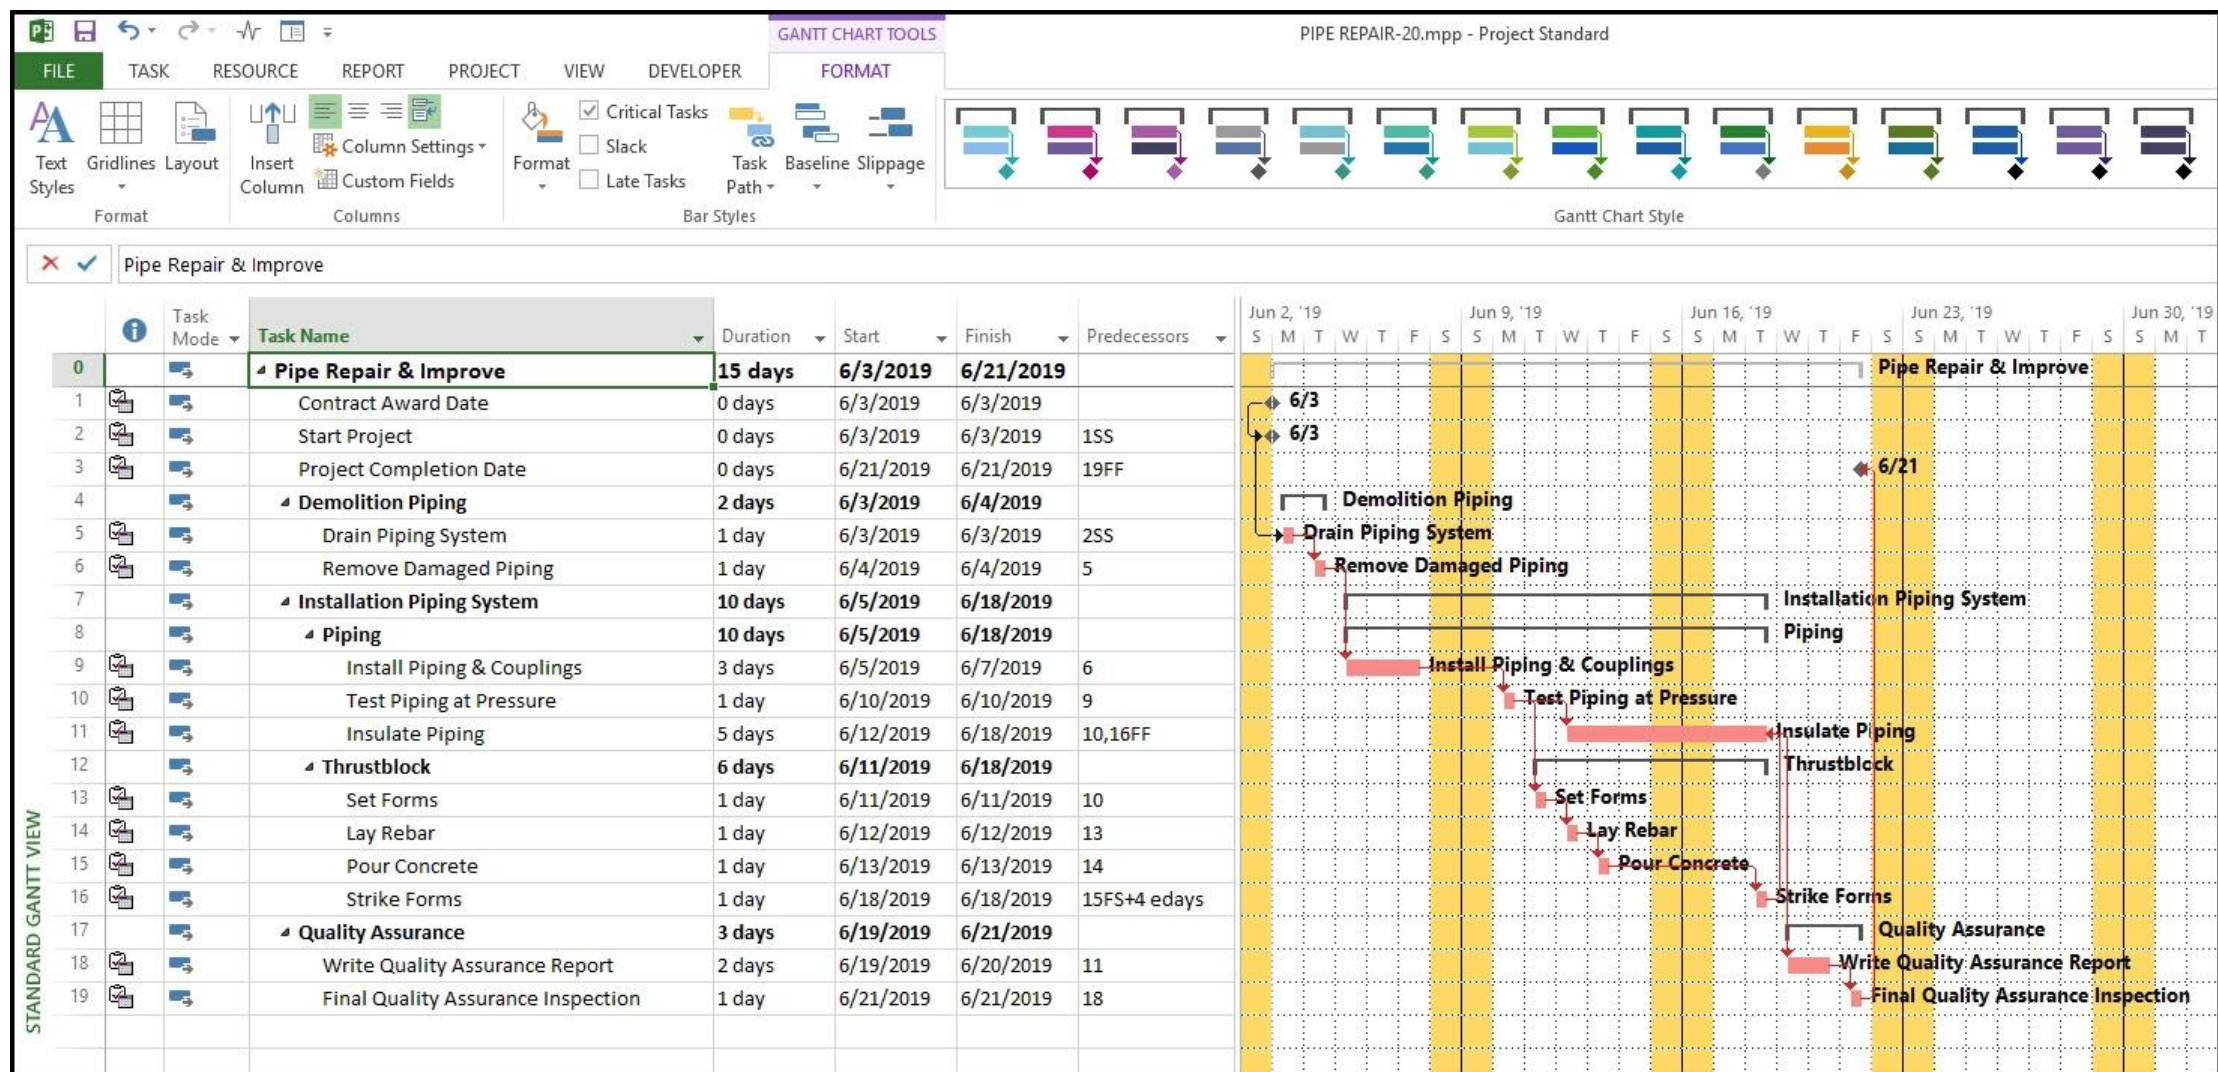 GANTT CHART TOOLS
PIPE REPAIR-20.mpp - Project Standard
FILE TASK RESOURCE REPORT PROJECT VIEW DEVELOPER FORMAT
Text Styles
Gridlines
Layout
Format
Insert Column
Column Settings
Custom Fields
Columns
Format
Critical Tasks
Slack
Late Tasks
Task Path
Baseline
Slippage
Bar Styles
Gantt Chart Style
Pipe Repair & Improve
Task Mode Task Name Duration Start Finish Predecessors
Jun 2, '19 Jun 9, '19 Jun 16, '19 Jun 23, '19 Jun 30, '19
S M T W T F S S M T W T F S S M T W T F S S M T W T F S S M T
0 Pipe Repair & Improve 15 days 6/3/2019 6/21/2019 Pipe Repair & Improve
1 Contract Award Date 0 days 6/3/2019 6/3/2019 6/3
2 Start Project 0 days 6/3/2019 6/3/2019 1SS 6/3
3 Project Completion Date 0 days 6/21/2019 6/21/2019 19FF 6/21
4 Demolition Piping 2 days 6/3/2019 6/4/2019 Demolition Piping
5 Drain Piping System 1 day 6/3/2019 6/3/2019 2SS Drain Piping System
6 Remove Damaged Piping 1 day 6/4/2019 6/4/2019 5 Remove Damaged Piping
7 Installation Piping System 10 days 6/5/2019 6/18/2019 Installation Piping System
8 Piping 10 days 6/5/2019 6/18/2019 Piping
9 Install Piping & Couplings 3 days 6/5/2019 6/7/2019 6 Install Piping & Couplings
10 Test Piping at Pressure 1 day 6/10/2019 6/10/2019 9 Test Piping at Pressure
11 Insulate Piping 5 days 6/12/2019 6/18/2019 10,16FF Insulate Piping
12 Thrustblock 6 days 6/11/2019 6/18/2019 Thrustblock
13 Set Forms 1 day 6/11/2019 6/11/2019 10 Set Forms
14 Lay Rebar 1 day 6/12/2019 6/12/2019 13 Lay Rebar
15 Pour Concrete 1 day 6/13/2019 6/13/2019 14 Pour Concrete
16 Strike Forms 1 day 6/18/2019 6/18/2019 15FS+4 edays Strike Forms
17 Quality Assurance 3 days 6/19/2019 6/21/2019 Quality Assurance
18 Write Quality Assurance Report 2 days 6/19/2019 6/20/2019 11 Write Quality Assurance Report
19 Final Quality Assurance Inspection 1 day 6/21/2019 6/21/2019 18 Final Quality Assurance Inspection
STANDARD GANTT VIEW